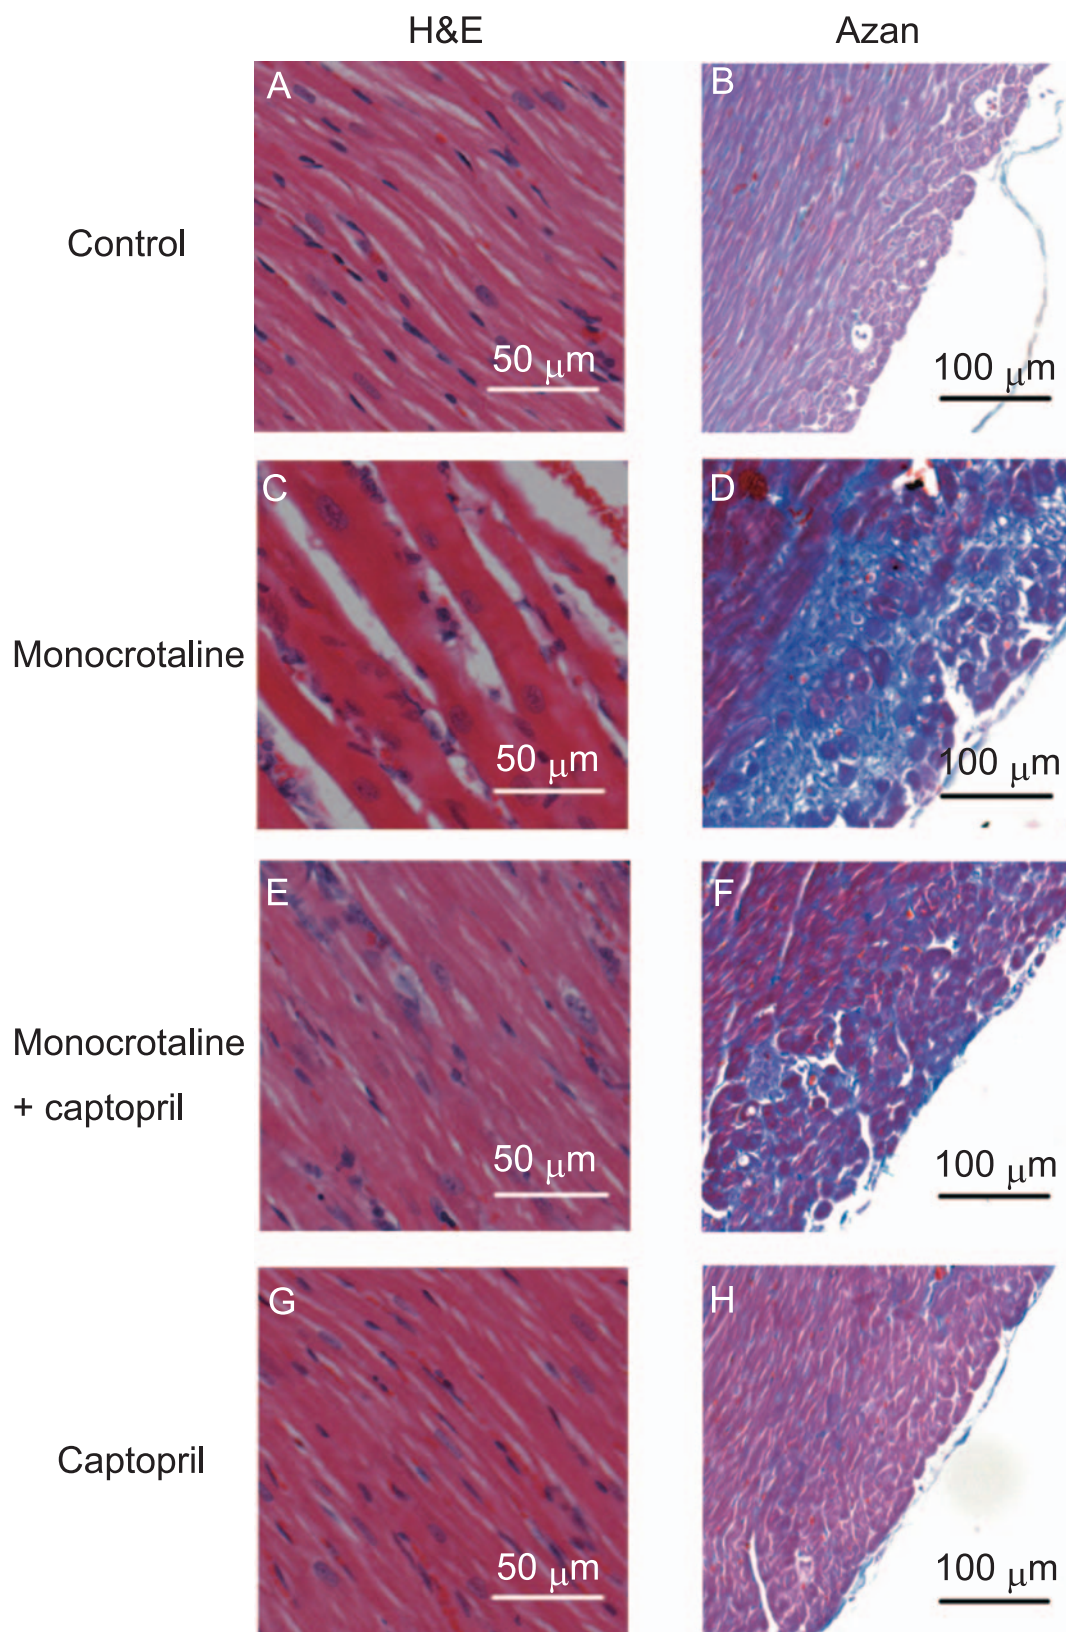 H&E Azan
A B
Control
50 μm 100 μm
C D
Monocrotaline
50 μm 100 μm
E F
Monocrotaline
+ captopril
50 μm 100 μm
G H
Captopril
50 μm 100 μm